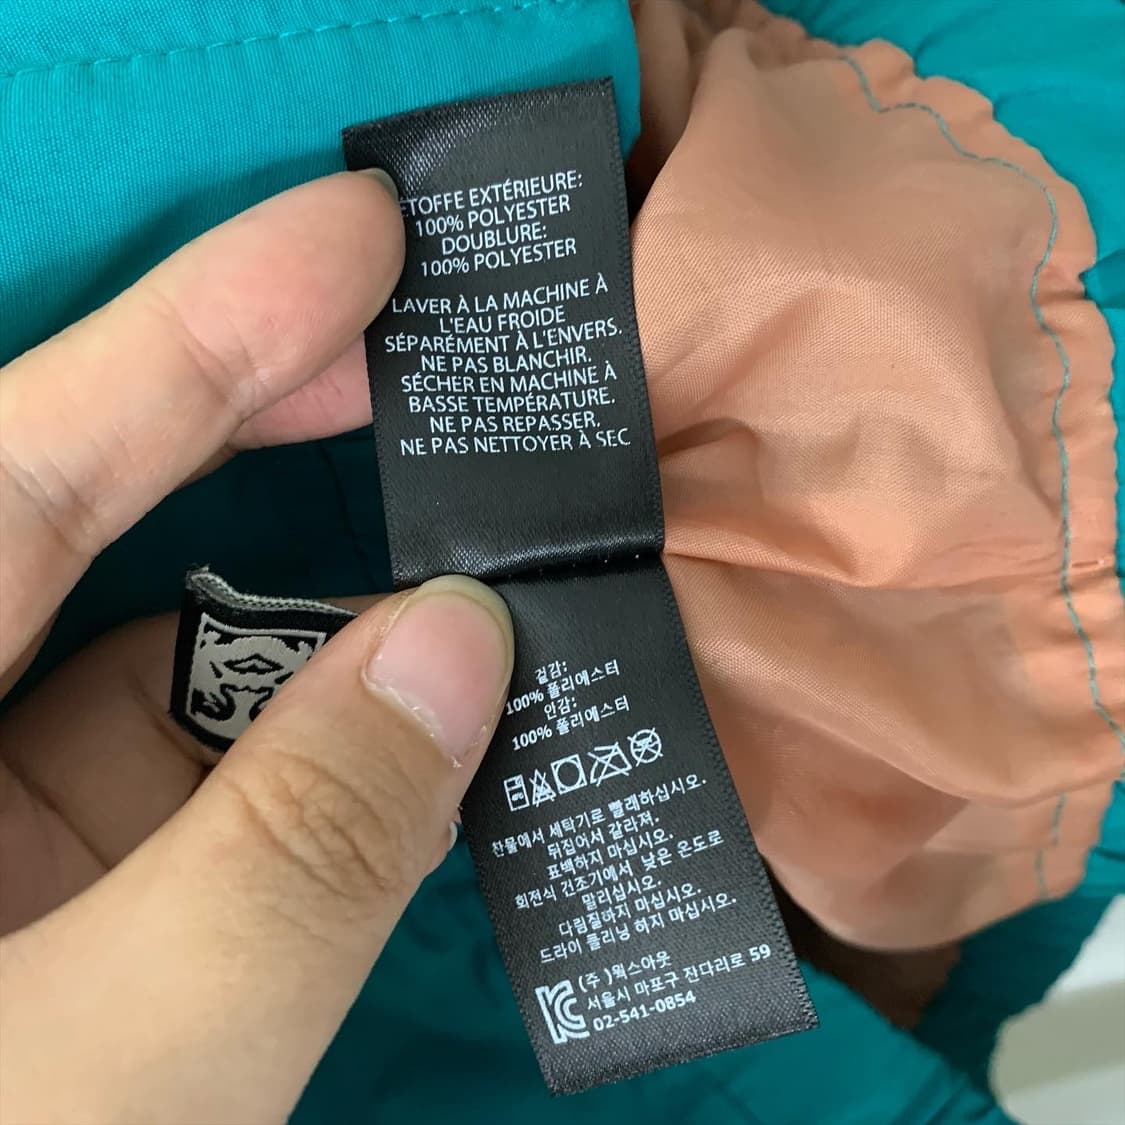 ÉTOFFE EXTÉRIEURE:
100% POLYESTER
DOUBLURE:
100% POLYESTER
LAVER À LA MACHINE À
L'EAU FROIDE
SÉPARÉMENT À L'ENVERS.
NE PAS BLANCHIR.
SÉCHER EN MACHINE À
BASSE TEMPÉRATURE.
NE PAS REPASSER.
NE PAS NETTOYER À SEC
겉감:
100% 폴리에스터
안감:
100% 폴리에스터
찬물에서 세탁기로 빨래하십시오.
뒤집어서 갈라져.
표백하지 마십시오.
회전식 건조기에서 낮은 온도로
말리십시오.
다림질하지 마십시오.
드라이 클리닝 하지 마십시오.
(주)웍스아웃
서울시 마포구 잔다리로 59
02-541-0854